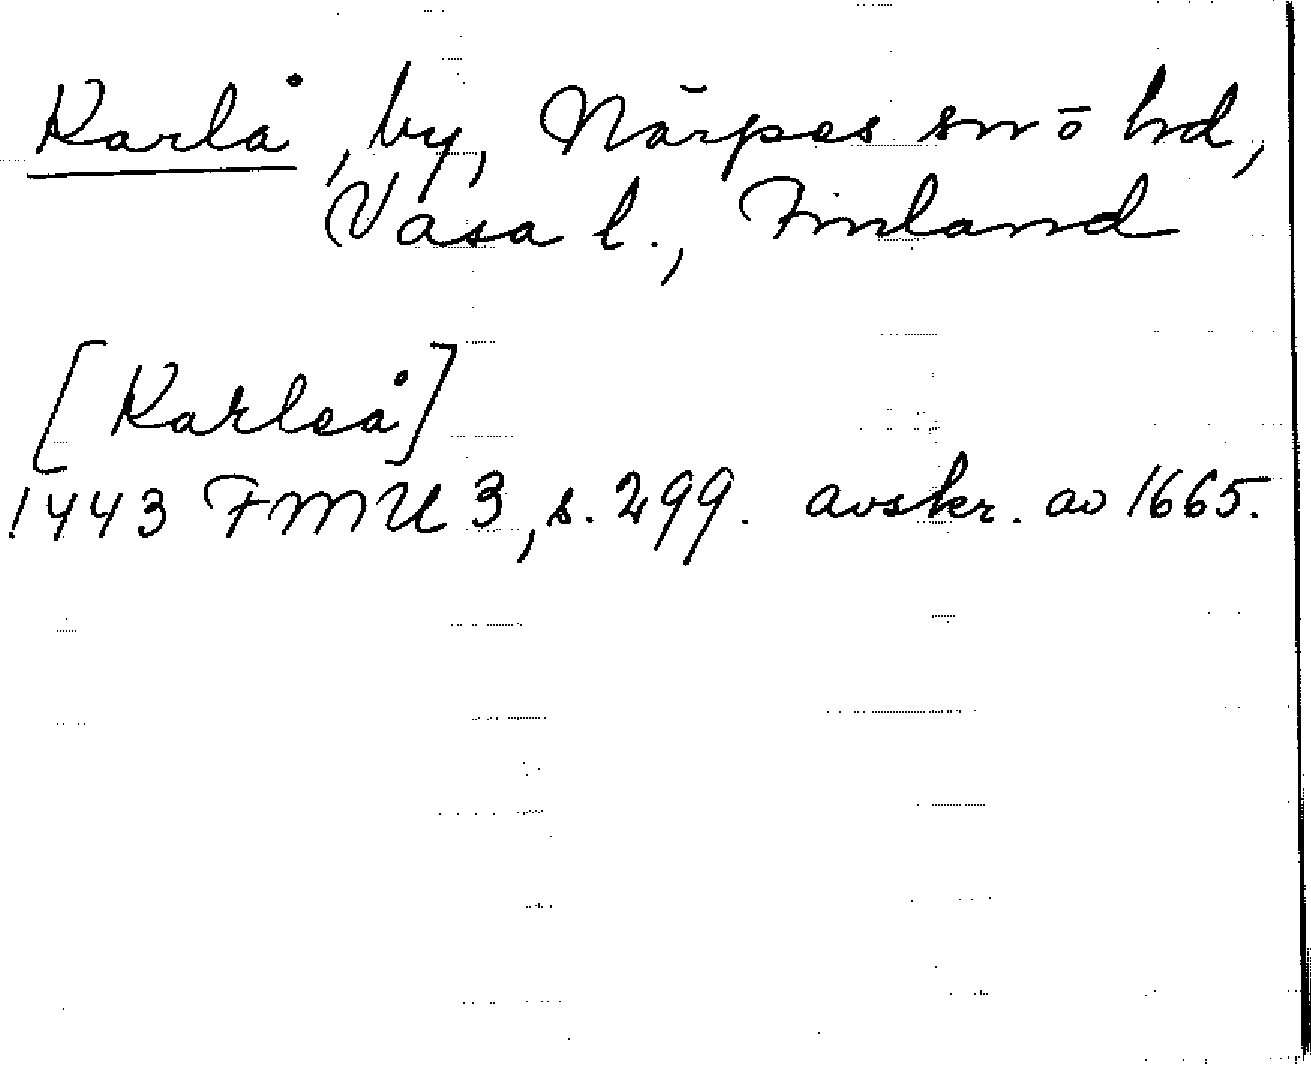 Karlå, by, Närpes sn o hd,
Vasa l., Finland
[Karleå]
1443 FMU 3, s. 299. avskr. av 1665.